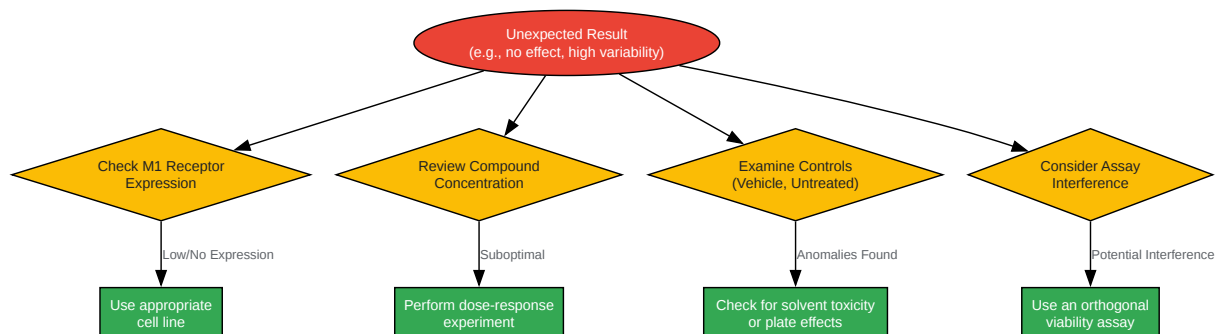 Unexpected Result
(e.g., no effect, high variability)
Check M1 Receptor
Expression
Review Compound
Concentration
Examine Controls
(Vehicle, Untreated)
Consider Assay
Interference
Low/No Expression
Suboptimal
Anomalies Found
Potential Interference
Use appropriate
cell line
Perform dose-response
experiment
Check for solvent toxicity
or plate effects
Use an orthogonal
viability assay